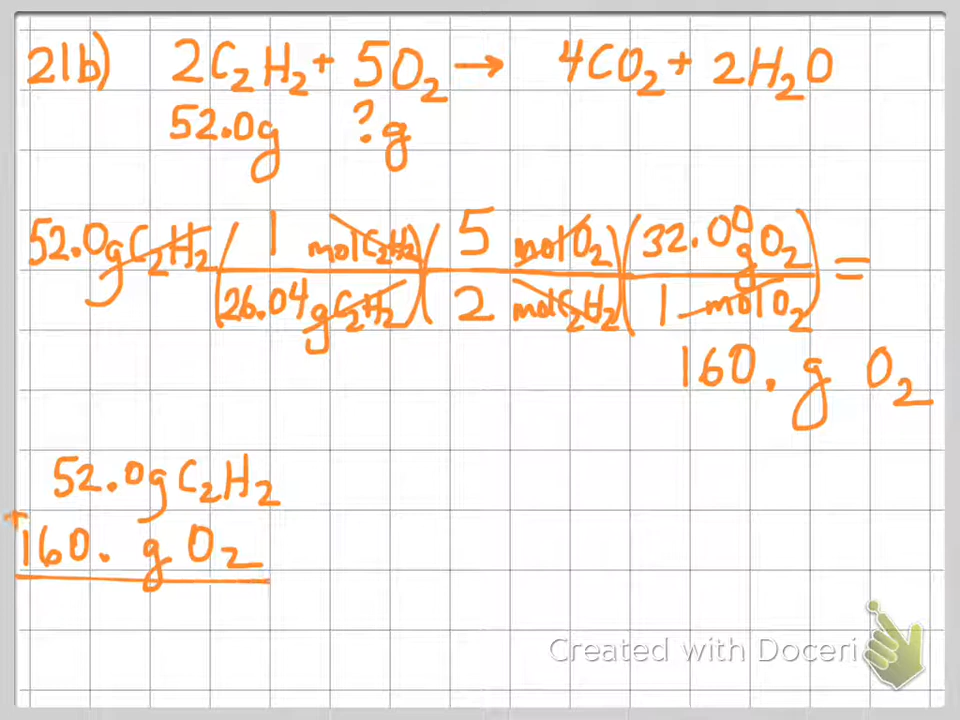 21b) 2C₂H₂ + 5O₂ → 4CO₂ + 2H₂O
52.0g ? g
52.0g C₂H₂ ( 1 mol C₂H₂ / 26.04 g C₂H₂ ) ( 5 mol O₂ / 2 mol C₂H₂ ) ( 32.00 g O₂ / 1 mol O₂ ) =
160. g O₂
52.0g C₂H₂
+160. g O₂
Created with Doceri